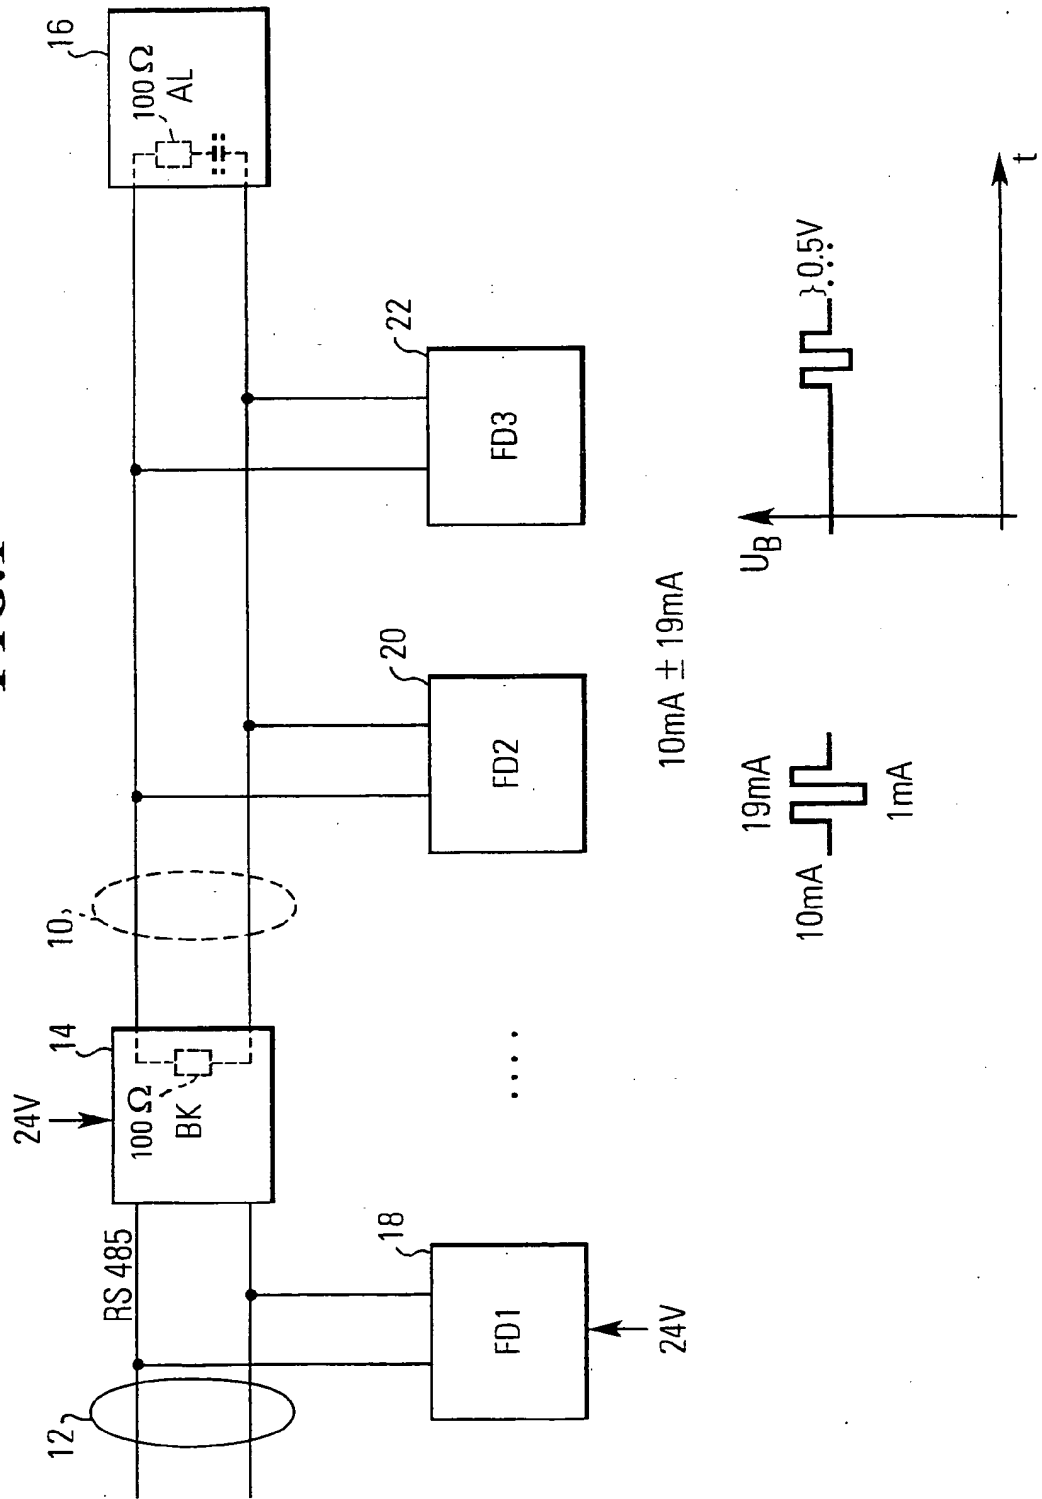 16
100 Ω
AL
24V
14
10
100 Ω
BK
RS 485
12
18
FD1
24V
20
FD2
22
FD3
10mA ± 19mA
10mA
19mA
1mA
UB
} 0.5V
t